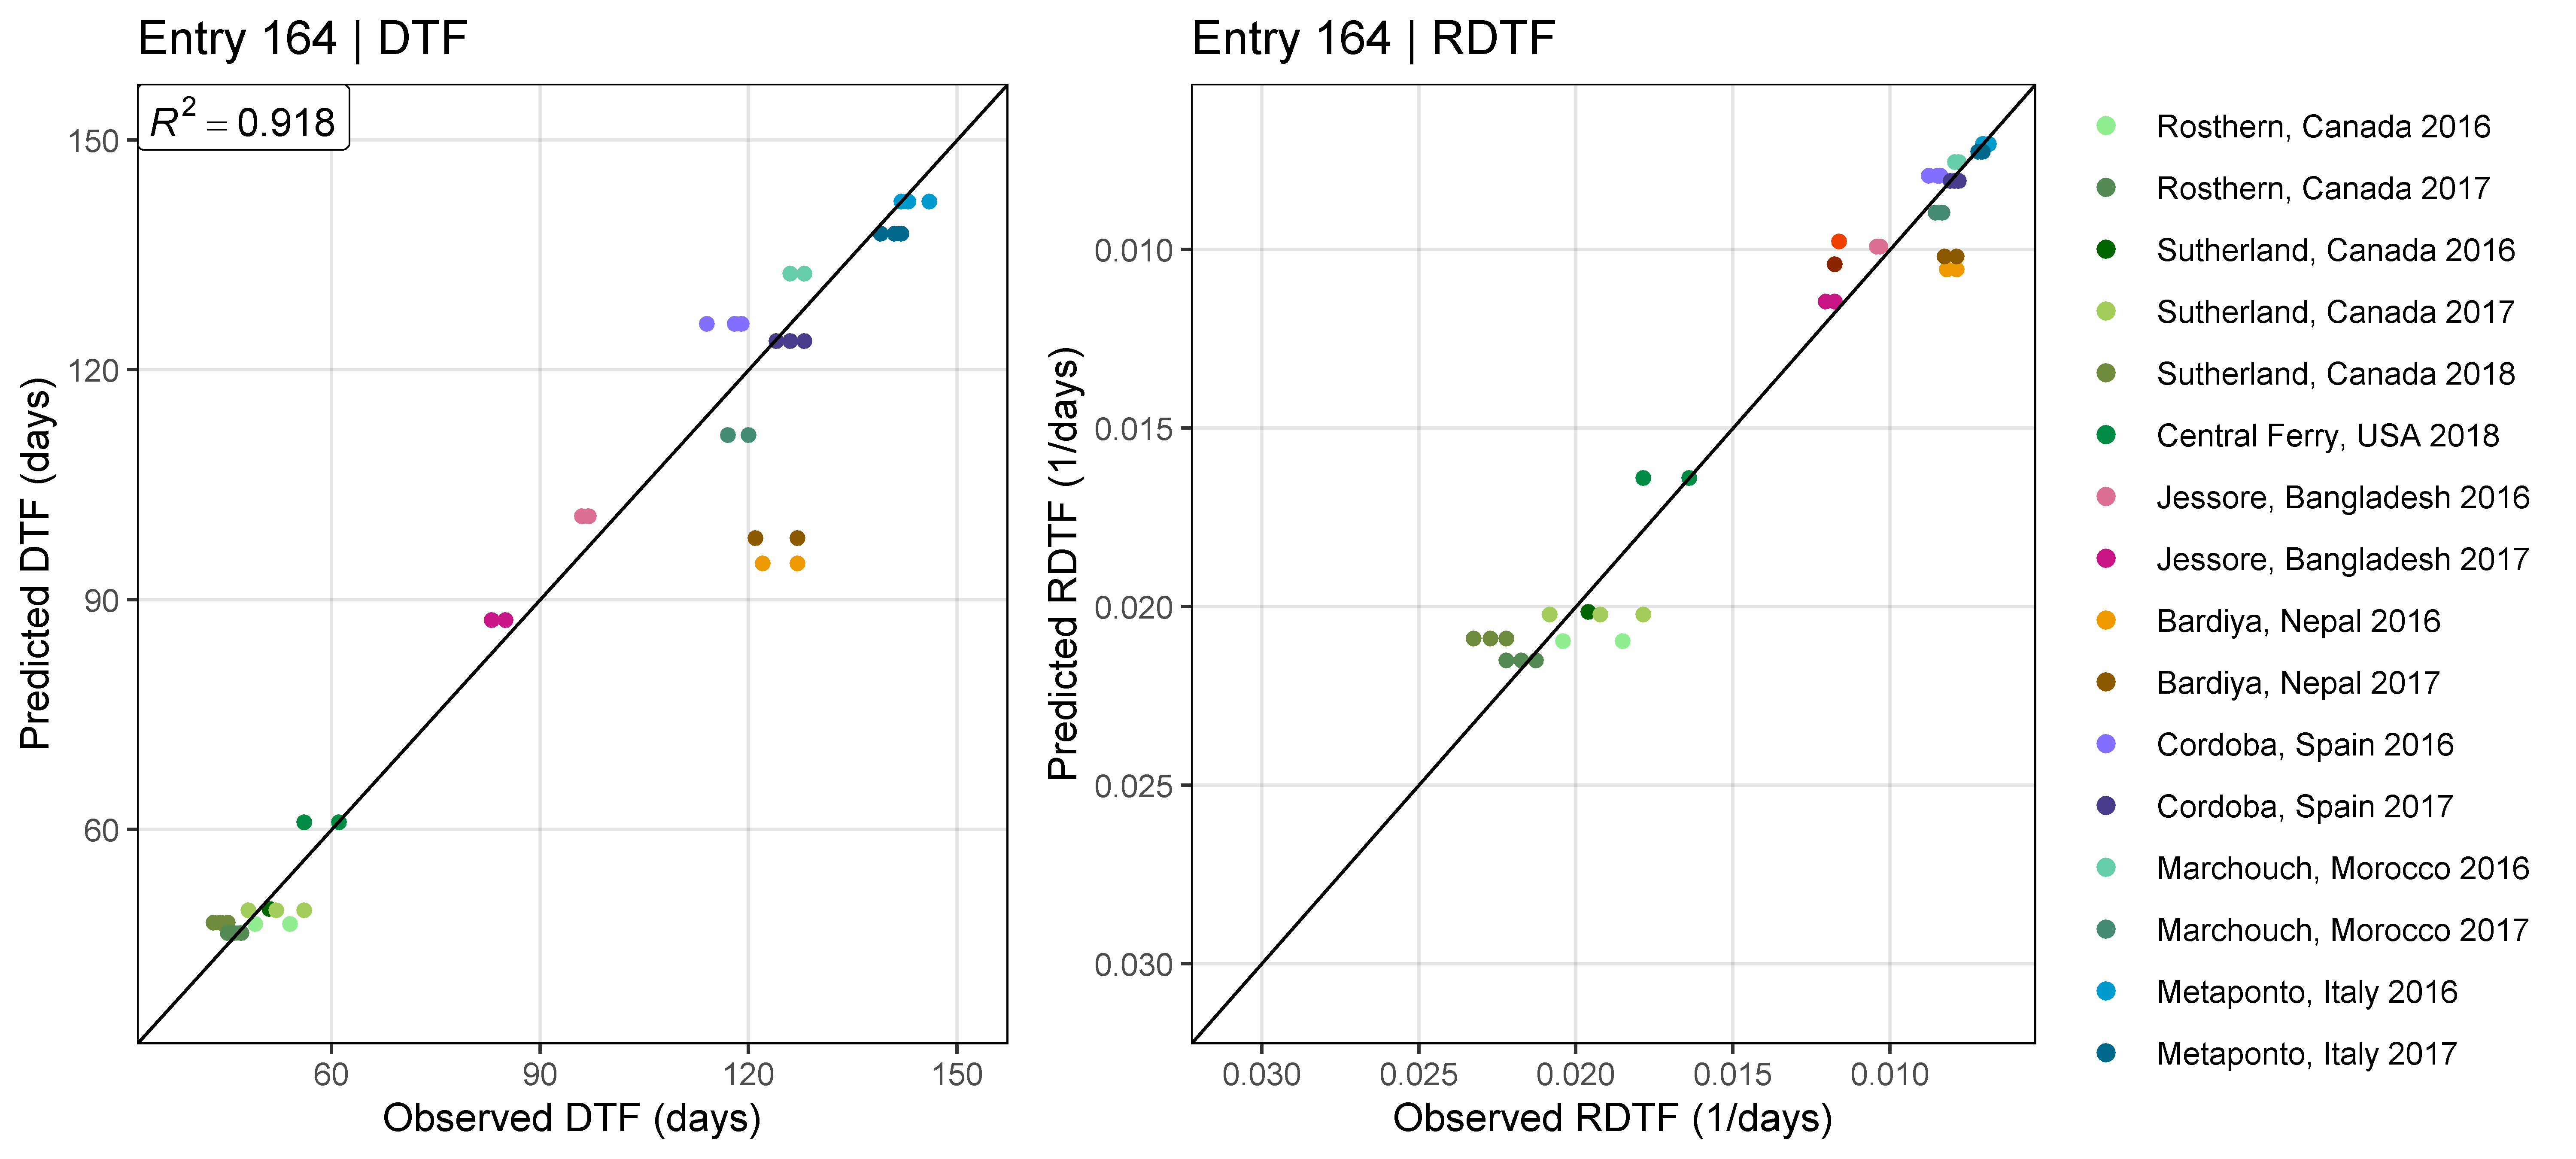 Entry 164 | DTF
R² = 0.918
Predicted DTF (days)
150
120
90
60
60 90 120 150
Observed DTF (days)
Entry 164 | RDTF
Predicted RDTF (1/days)
0.010
0.015
0.020
0.025
0.030
0.030 0.025 0.020 0.015 0.010
Observed RDTF (1/days)
Rosthern, Canada 2016
Rosthern, Canada 2017
Sutherland, Canada 2016
Sutherland, Canada 2017
Sutherland, Canada 2018
Central Ferry, USA 2018
Jessore, Bangladesh 2016
Jessore, Bangladesh 2017
Bardiya, Nepal 2016
Bardiya, Nepal 2017
Cordoba, Spain 2016
Cordoba, Spain 2017
Marchouch, Morocco 2016
Marchouch, Morocco 2017
Metaponto, Italy 2016
Metaponto, Italy 2017